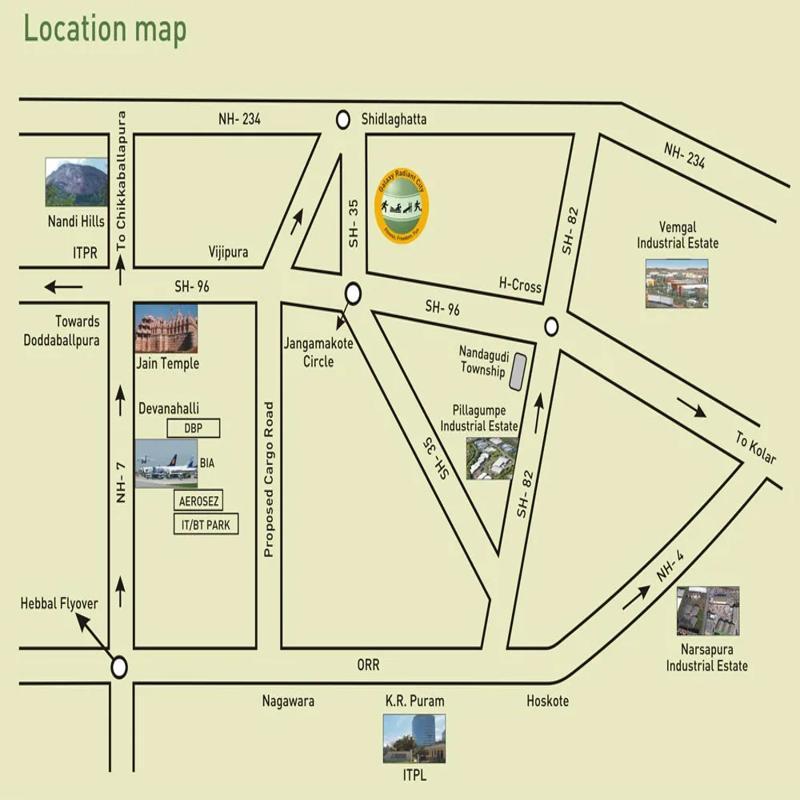 Location map
NH- 234
Shidlaghatta
NH- 234
To Chikkaballapura
Nandi Hills
ITPR
Vijipura
SH- 35
Galaxy Radiant City
SH- 82
Vemgal
Industrial Estate
SH- 96
H-Cross
SH- 96
Towards
Doddaballpura
Jain Temple
Jangamakote
Circle
Nandagudi
Township
Devanahalli
DBP
BIA
AEROSEZ
IT/BT PARK
NH- 7
Proposed Cargo Road
Pillagumpe
Industrial Estate
SH- 35
SH- 82
To Kolar
NH- 4
Hebbal Flyover
Narsapura
Industrial Estate
ORR
Nagawara
K.R. Puram
Hoskote
ITPL